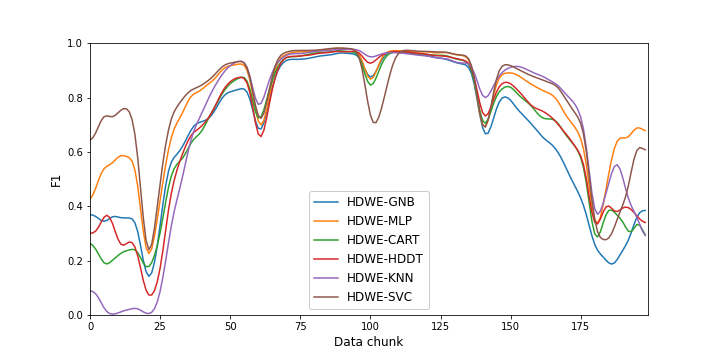 1.0
0.8
0.6
0.4
0.2
0.0
F1
HDWE-GNB
HDWE-MLP
HDWE-CART
HDWE-HDDT
HDWE-KNN
HDWE-SVC
0 25 50 75 100 125 150 175
Data chunk